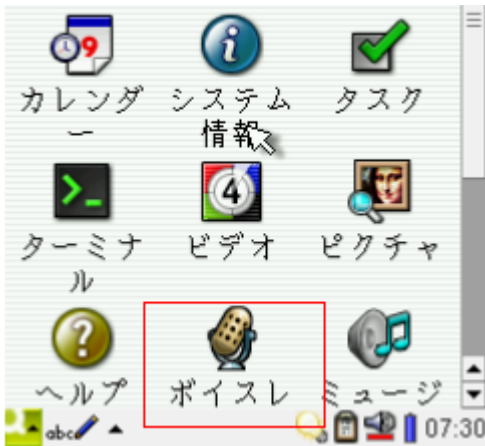 9
カレンダ
ー
システム
情報
タスク
>_
ターミナ
ル
4
ビデオ
ピクチャ
?
ヘルプ
ボイスレ
ミュージ
abc
07:30